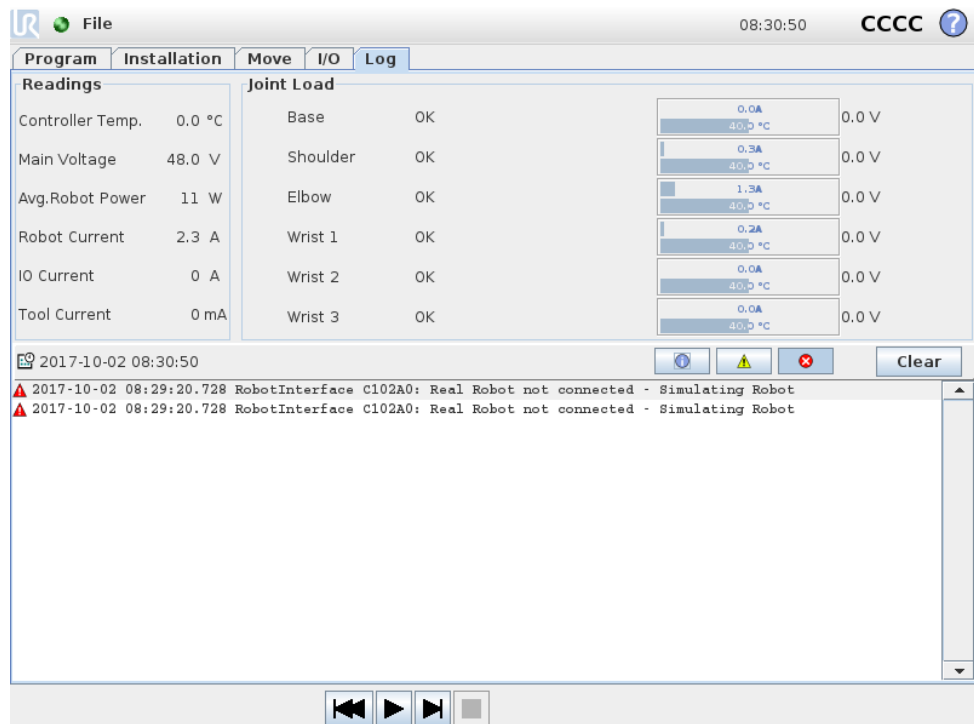 UR File 08:30:50 CCCC ?
Program Installation Move I/O Log
Readings Joint Load
Controller Temp. 0.0 °C Base OK 0.0A 40.0 °C 0.0 V
Main Voltage 48.0 V Shoulder OK 0.3A 40.0 °C 0.0 V
Avg.Robot Power 11 W Elbow OK 1.3A 40.0 °C 0.0 V
Robot Current 2.3 A Wrist 1 OK 0.2A 40.0 °C 0.0 V
IO Current 0 A Wrist 2 OK 0.0A 40.0 °C 0.0 V
Tool Current 0 mA Wrist 3 OK 0.0A 40.0 °C 0.0 V
2017-10-02 08:30:50 Clear
2017-10-02 08:29:20.728 RobotInterface C102A0: Real Robot not connected - Simulating Robot
2017-10-02 08:29:20.728 RobotInterface C102A0: Real Robot not connected - Simulating Robot